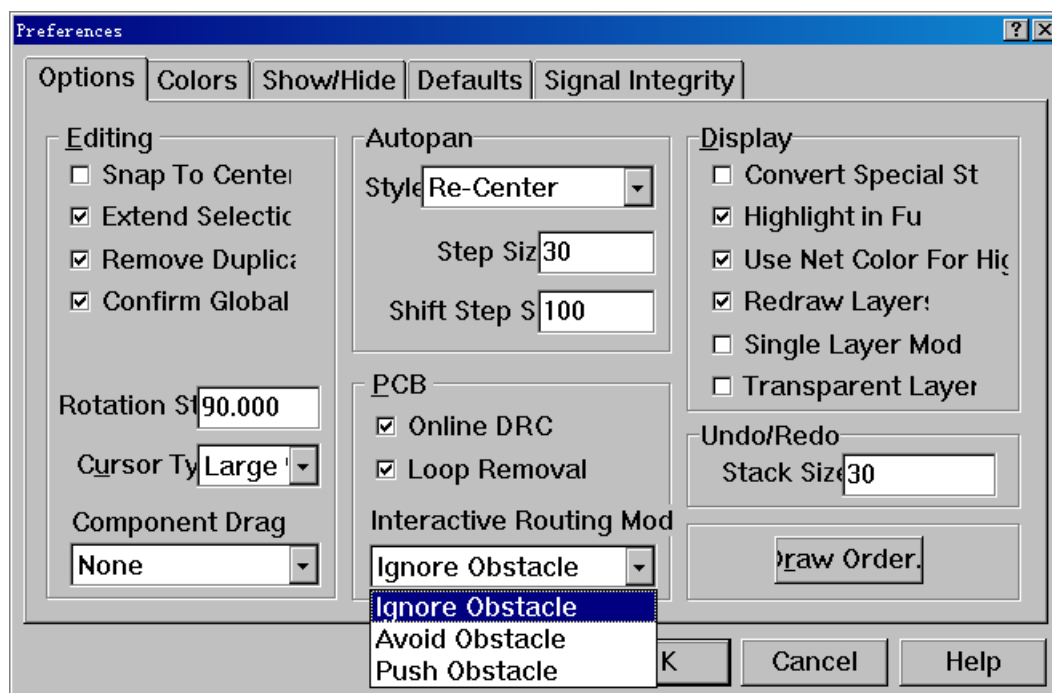 Preferences
Options
Colors
Show/Hide
Defaults
Signal Integrity
Editing
Snap To Center
Extend Selectic
Remove Duplica
Confirm Global
Rotation St 90.000
Cursor Ty Large
Component Drag
None
Autopan
Style Re-Center
Step Siz 30
Shift Step S 100
PCB
Online DRC
Loop Removal
Interactive Routing Mod
Ignore Obstacle
Ignore Obstacle
Avoid Obstacle
Push Obstacle
Display
Convert Special St
Highlight in Fu
Use Net Color For Hig
Redraw Layers
Single Layer Mod
Transparent Layer
Undo/Redo
Stack Size 30
Draw Order.
K
Cancel
Help